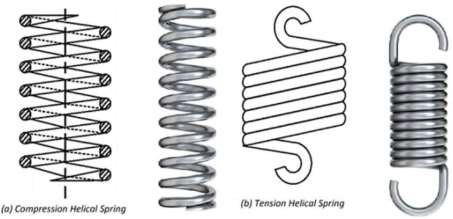 (a) Compression Helical Spring
(b) Tension Helical Spring